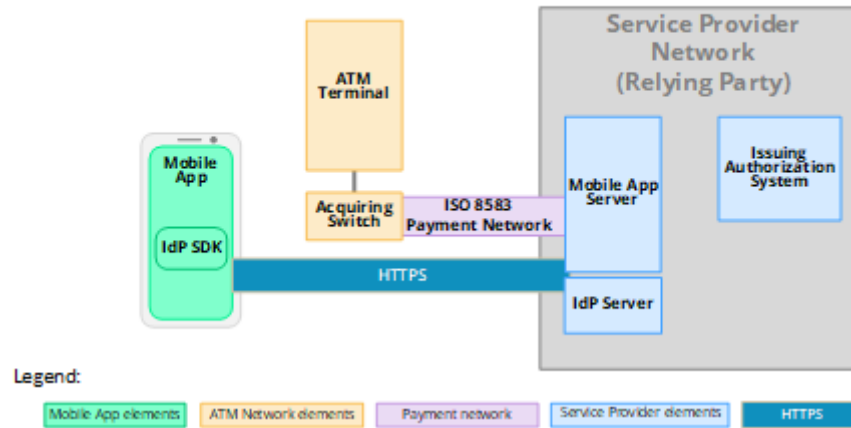 Service Provider
Network
(Relying Party)
ATM
Terminal
Mobile
App
Issuing
Authorization
System
Mobile App
Server
Acquiring
Switch
ISO 8583
Payment Network
IdP SDK
HTTPS
IdP Server
Legend:
Mobile App elements
ATM Network elements
Payment network
Service Provider elements
HTTPS